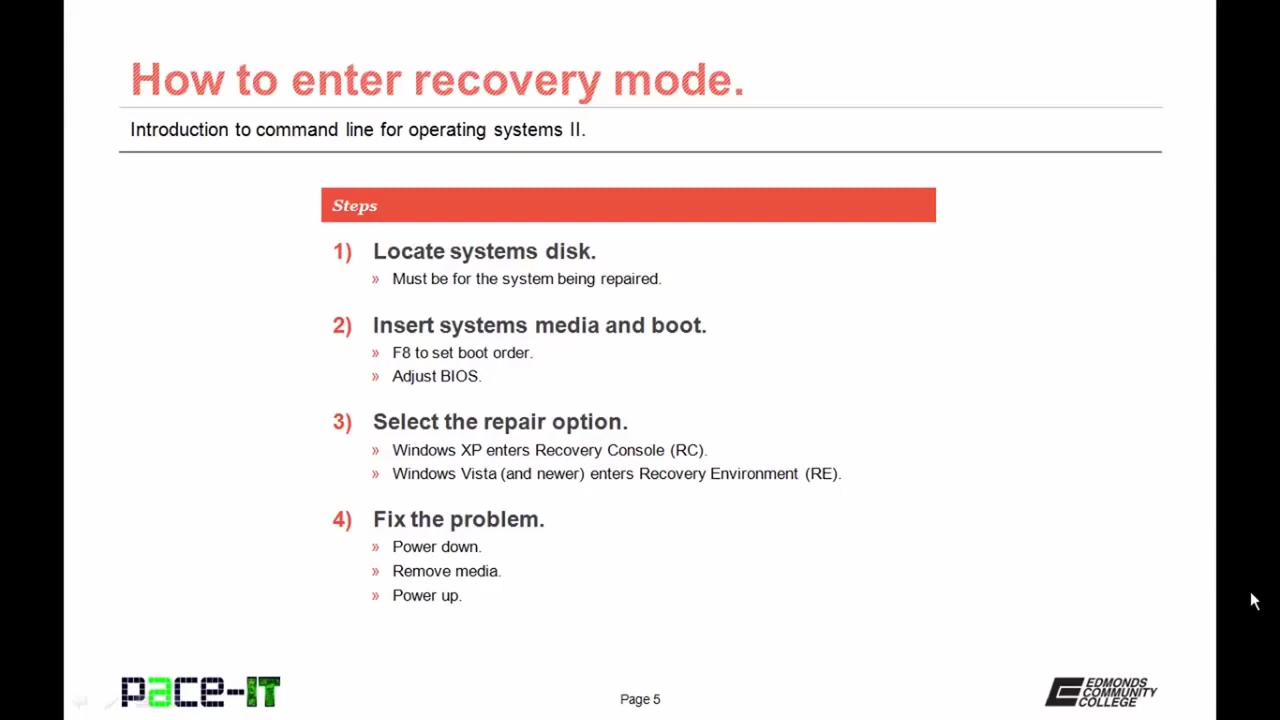 How to enter recovery mode.
Introduction to command line for operating systems II.
Steps
1) Locate systems disk.
» Must be for the system being repaired.
2) Insert systems media and boot.
» F8 to set boot order.
» Adjust BIOS.
3) Select the repair option.
» Windows XP enters Recovery Console (RC).
» Windows Vista (and newer) enters Recovery Environment (RE).
4) Fix the problem.
» Power down.
» Remove media.
» Power up.
pace-IT
Page 5
EDMONDS
COMMUNITY
COLLEGE